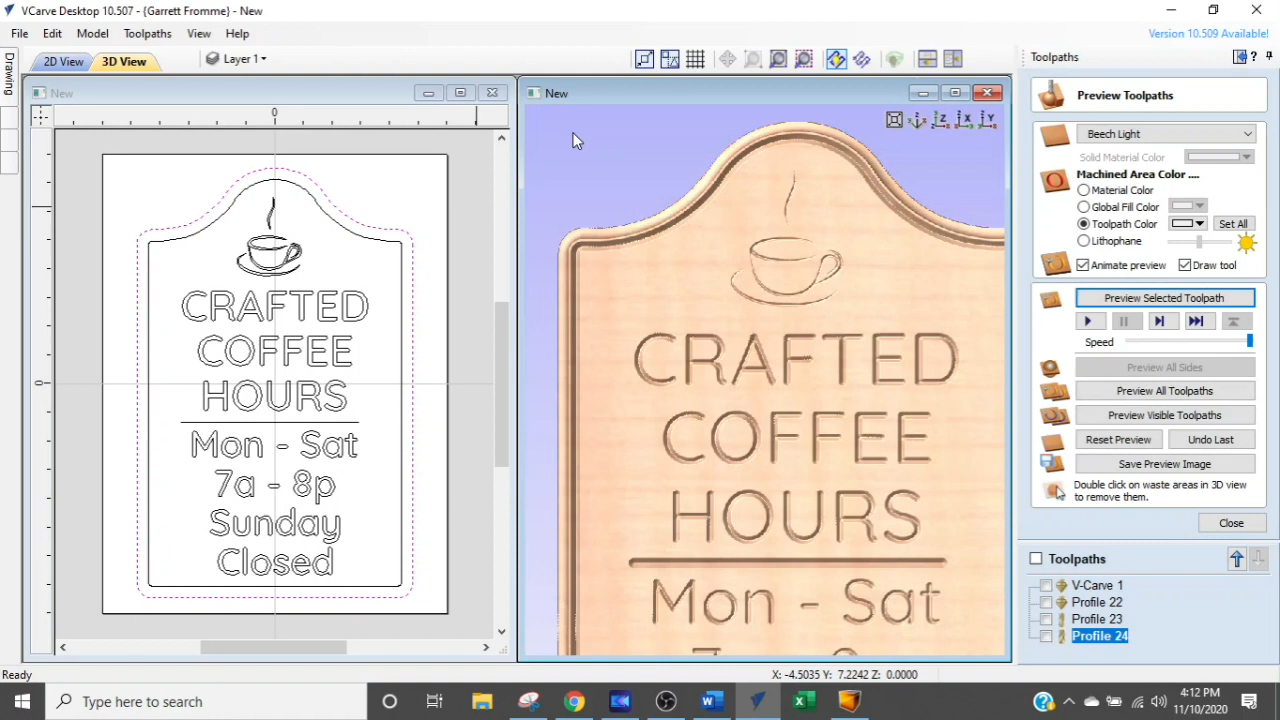 VCarve Desktop 10.507 - {Garrett Fromme} - New
File Edit Model Toolpaths View Help
Version 10.509 Available!
2D View 3D View
Layer 1
Drawing
New
0
0
CRAFTED
COFFEE
HOURS
Mon - Sat
7a - 8p
Sunday
Closed
New
Z X Y
CRAFTED
COFFEE
HOURS
Mon - Sat
Toolpaths
Preview Toolpaths
Beech Light
Solid Material Color
Machined Area Color ....
Material Color
Global Fill Color
Toolpath Color Set All
Lithophane
Animate preview Draw tool
Preview Selected Toolpath
Speed
Preview All Sides
Preview All Toolpaths
Preview Visible Toolpaths
Reset Preview Undo Last
Save Preview Image
Double click on waste areas in 3D view
to remove them.
Close
Toolpaths
V-Carve 1
Profile 22
Profile 23
Profile 24
Ready
X: -4.5035 Y: 7.2242 Z: 0.0000
Type here to search
4:12 PM
11/10/2020